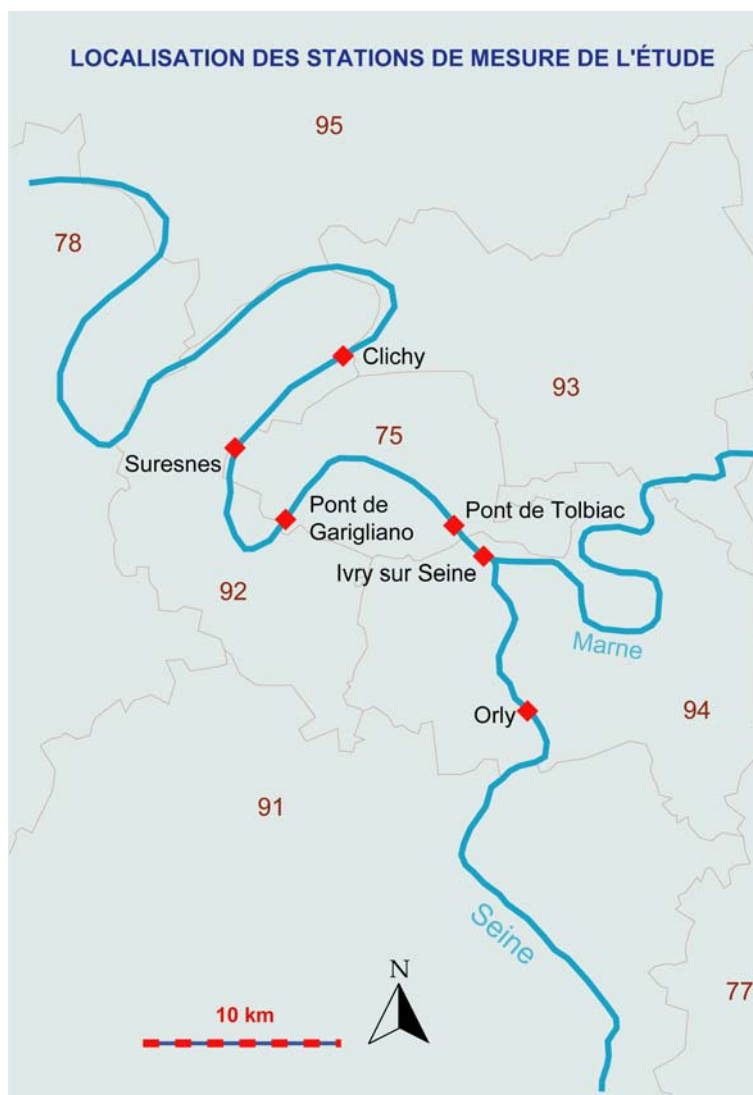 LOCALISATION DES STATIONS DE MESURE DE L'ÉTUDE
95
78
Clichy
93
75
Suresnes
Pont de
Garigliano
Pont de Tolbiac
Ivry sur Seine
92
Marne
Orly
94
91
Seine
N
77
10 km